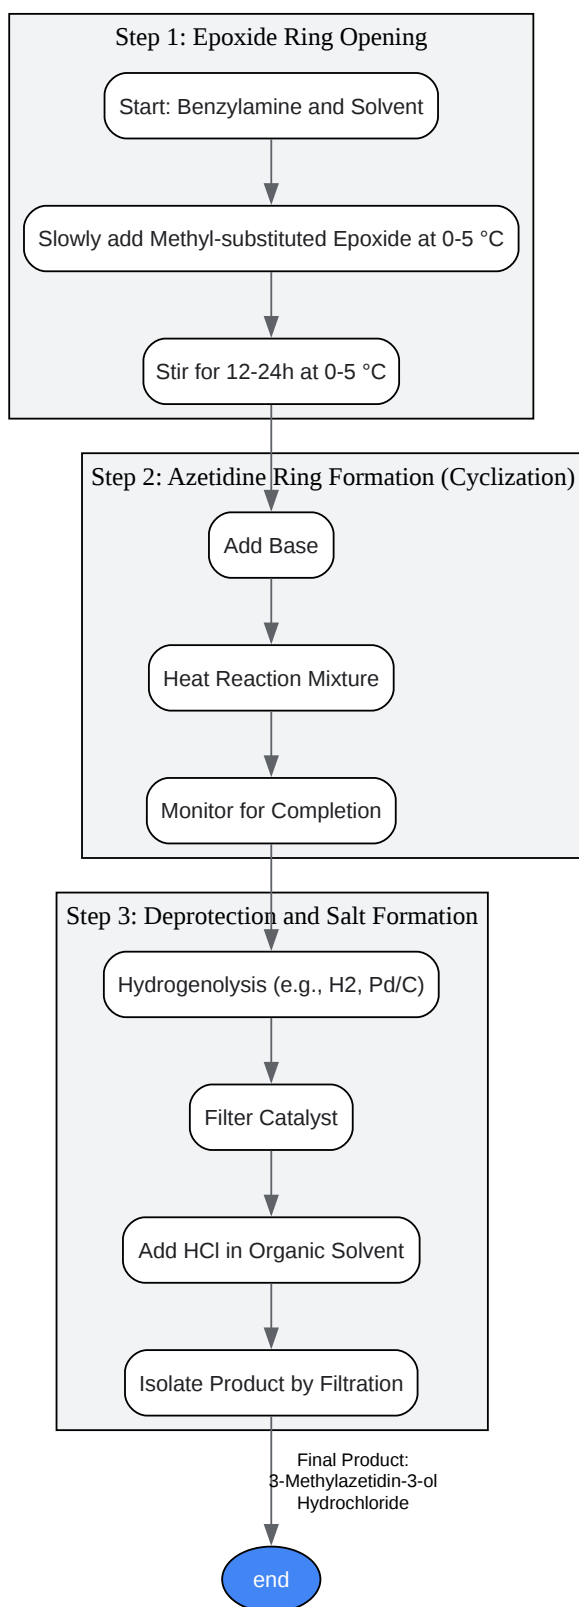 Step 1: Epoxide Ring Opening
Start: Benzylamine and Solvent
Slowly add Methyl-substituted Epoxide at 0-5 °C
Stir for 12-24h at 0-5 °C
Step 2: Azetidine Ring Formation (Cyclization)
Add Base
Heat Reaction Mixture
Monitor for Completion
Step 3: Deprotection and Salt Formation
Hydrogenolysis (e.g., H2, Pd/C)
Filter Catalyst
Add HCl in Organic Solvent
Isolate Product by Filtration
Final Product:
3-Methylazetidin-3-ol
Hydrochloride
end